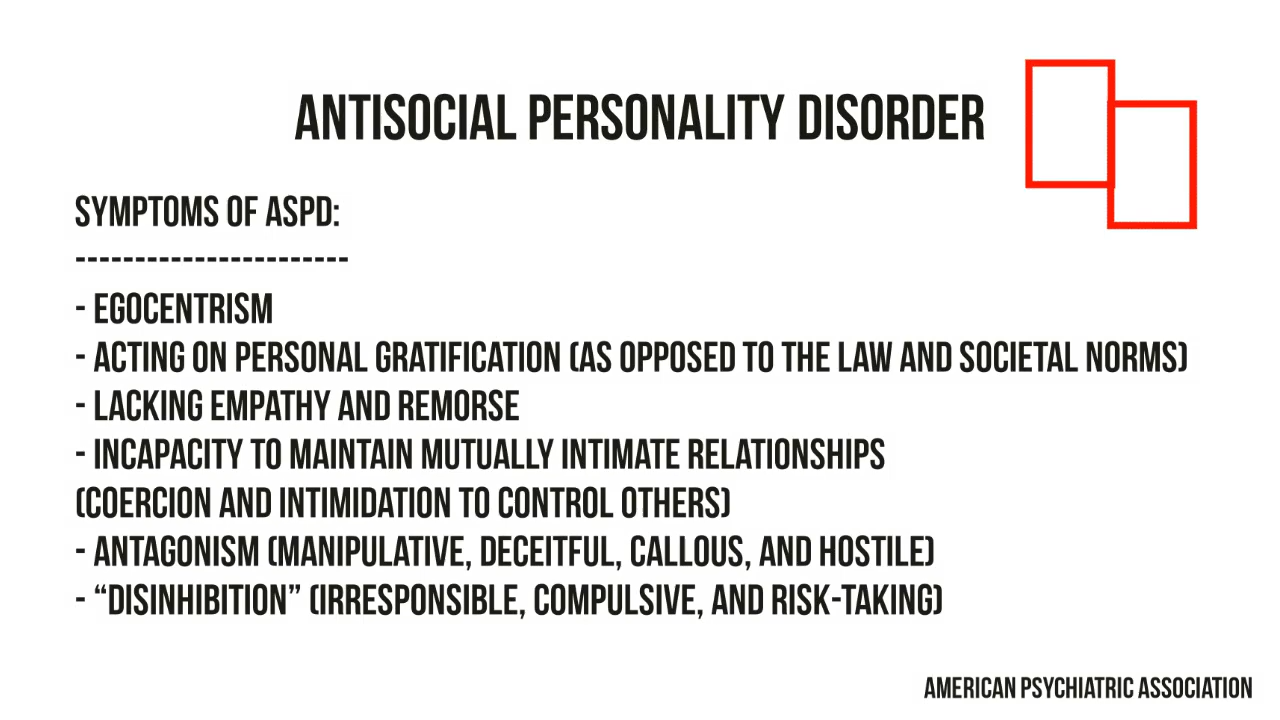 ANTISOCIAL PERSONALITY DISORDER
SYMPTOMS OF ASPD:
-----------------------
- EGOCENTRISM
- ACTING ON PERSONAL GRATIFICATION (AS OPPOSED TO THE LAW AND SOCIETAL NORMS)
- LACKING EMPATHY AND REMORSE
- INCAPACITY TO MAINTAIN MUTUALLY INTIMATE RELATIONSHIPS
(COERCION AND INTIMIDATION TO CONTROL OTHERS)
- ANTAGONISM (MANIPULATIVE, DECEITFUL, CALLOUS, AND HOSTILE)
- “DISINHIBITION” (IRRESPONSIBLE, COMPULSIVE, AND RISK-TAKING)
AMERICAN PSYCHIATRIC ASSOCIATION